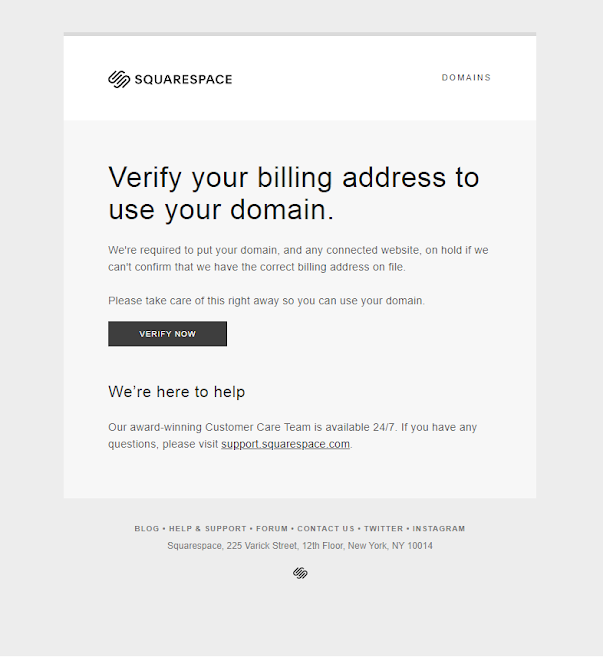 SQUARESPACE
DOMAINS
Verify your billing address to
use your domain.
We're required to put your domain, and any connected website, on hold if we
can't confirm that we have the correct billing address on file.
Please take care of this right away so you can use your domain.
VERIFY NOW
We’re here to help
Our award-winning Customer Care Team is available 24/7. If you have any
questions, please visit support.squarespace.com.
BLOG • HELP & SUPPORT • FORUM • CONTACT US • TWITTER • INSTAGRAM
Squarespace, 225 Varick Street, 12th Floor, New York, NY 10014